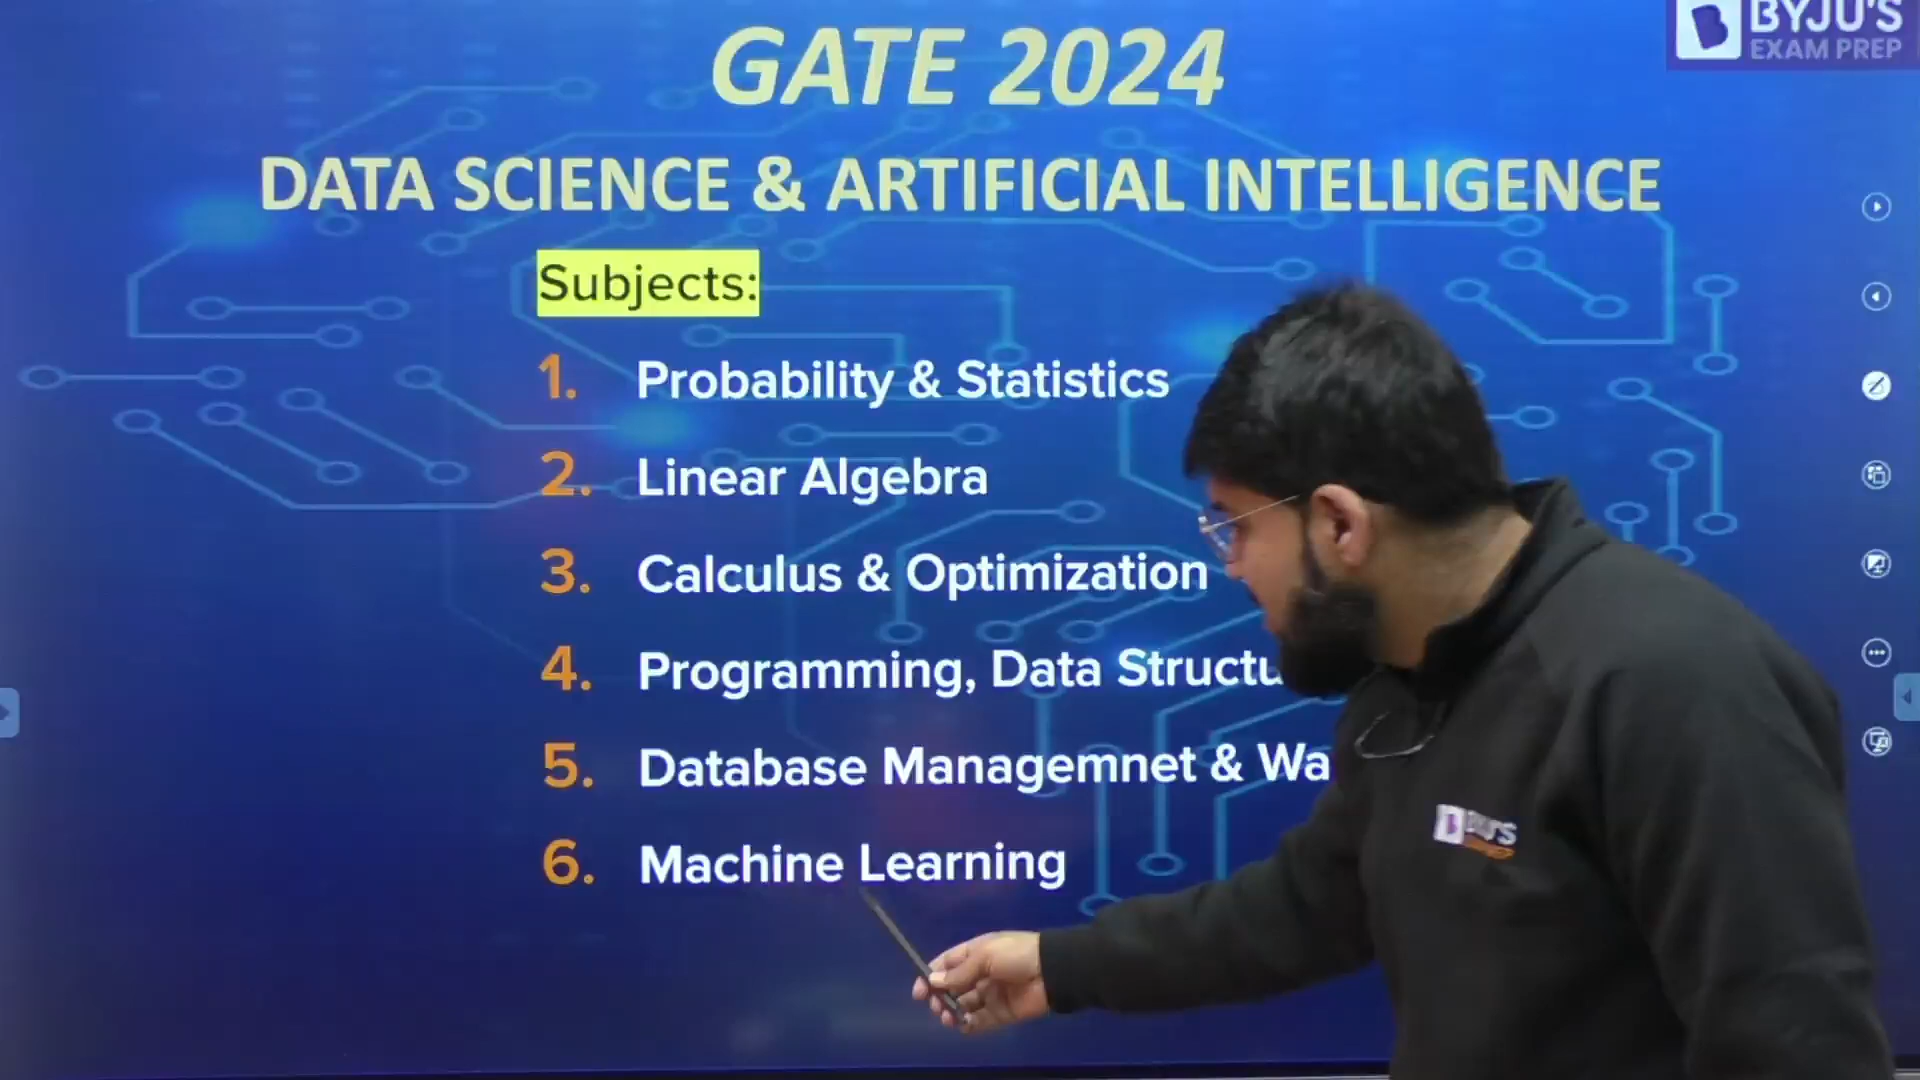 BYJU'S
EXAM PREP
GATE 2024
DATA SCIENCE & ARTIFICIAL INTELLIGENCE
Subjects:
1. Probability & Statistics
2. Linear Algebra
3. Calculus & Optimization
4. Programming, Data Structu
5. Database Managemnet & Wa
6. Machine Learning